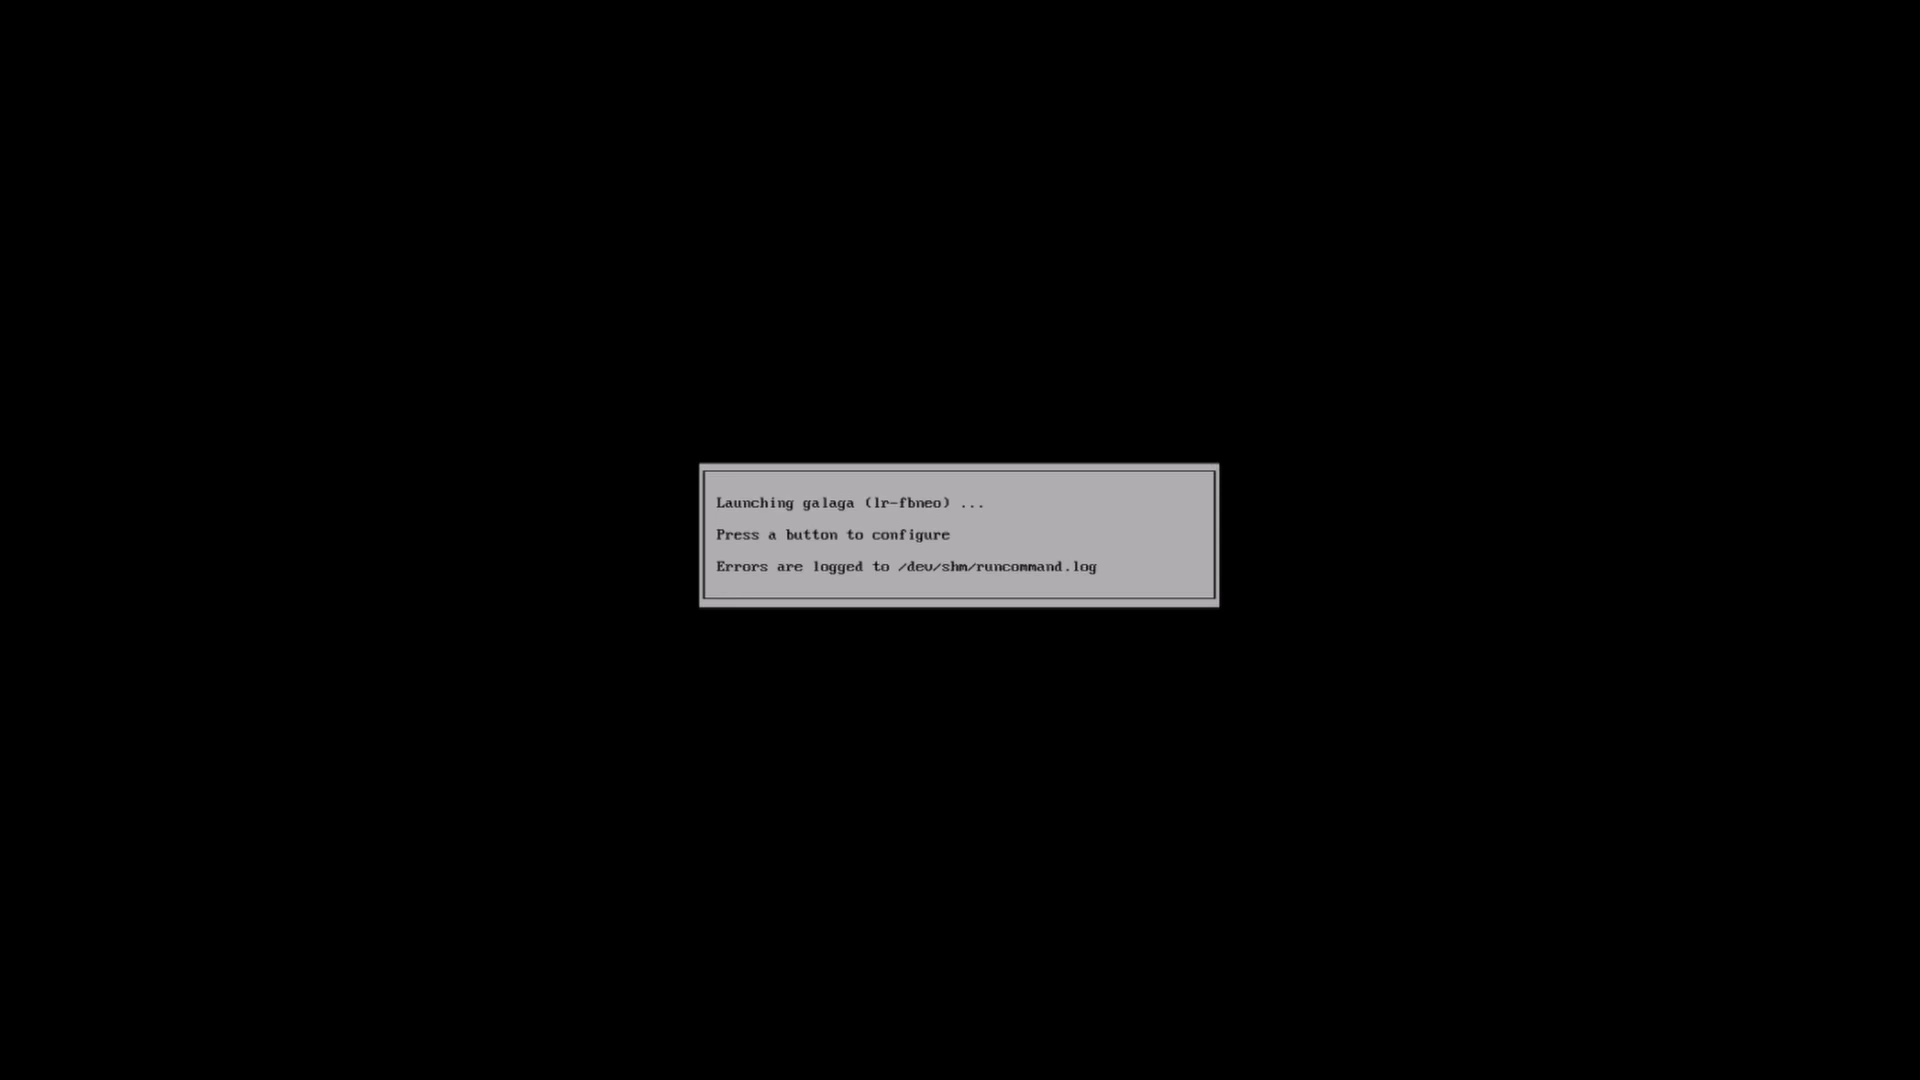 Launching galaga (lr-fbneo) ...
Press a button to configure
Errors are logged to /dev/shm/runcommand.log